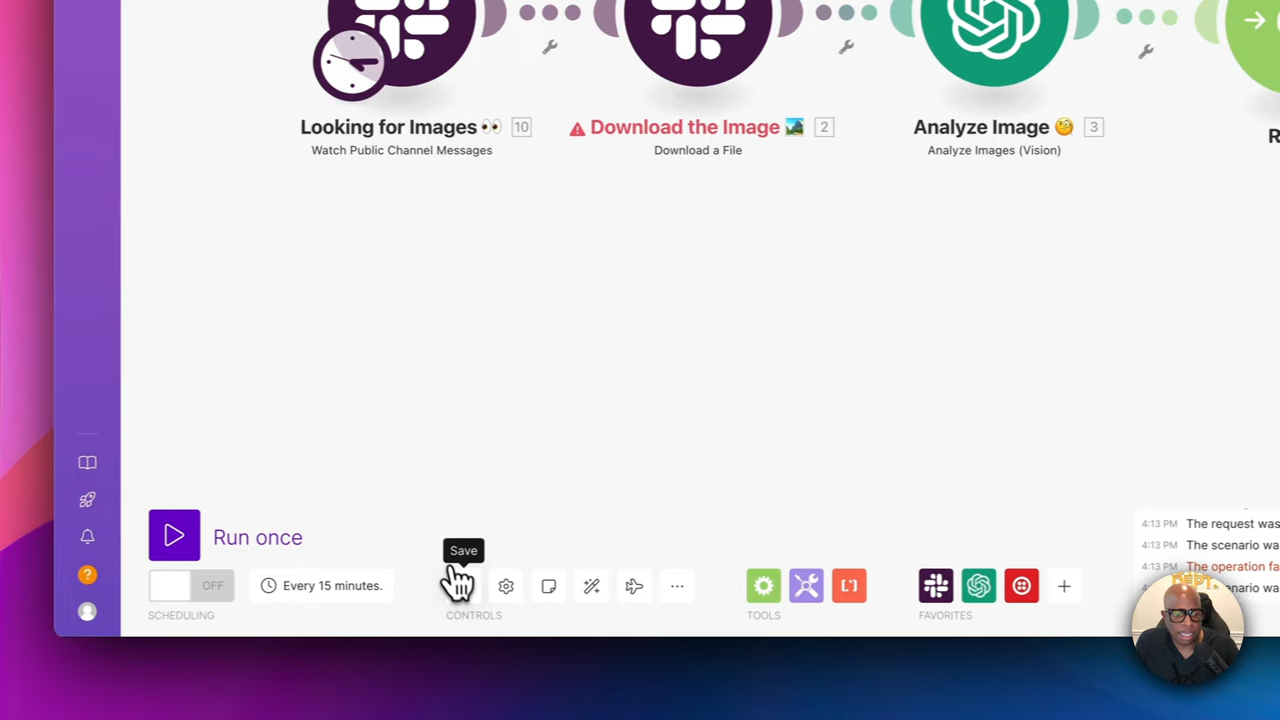 Looking for Images 👀 10
Watch Public Channel Messages
Download the Image 🏞️ 2
Download a File
Analyze Image 🧐 3
Analyze Images (Vision)
R
Run once
Save
OFF
Every 15 minutes.
SCHEDULING
CONTROLS
TOOLS
FAVORITES
4:13 PM The request was
4:13 PM The scenario wa
4:13 PM The operation fa
enario wa